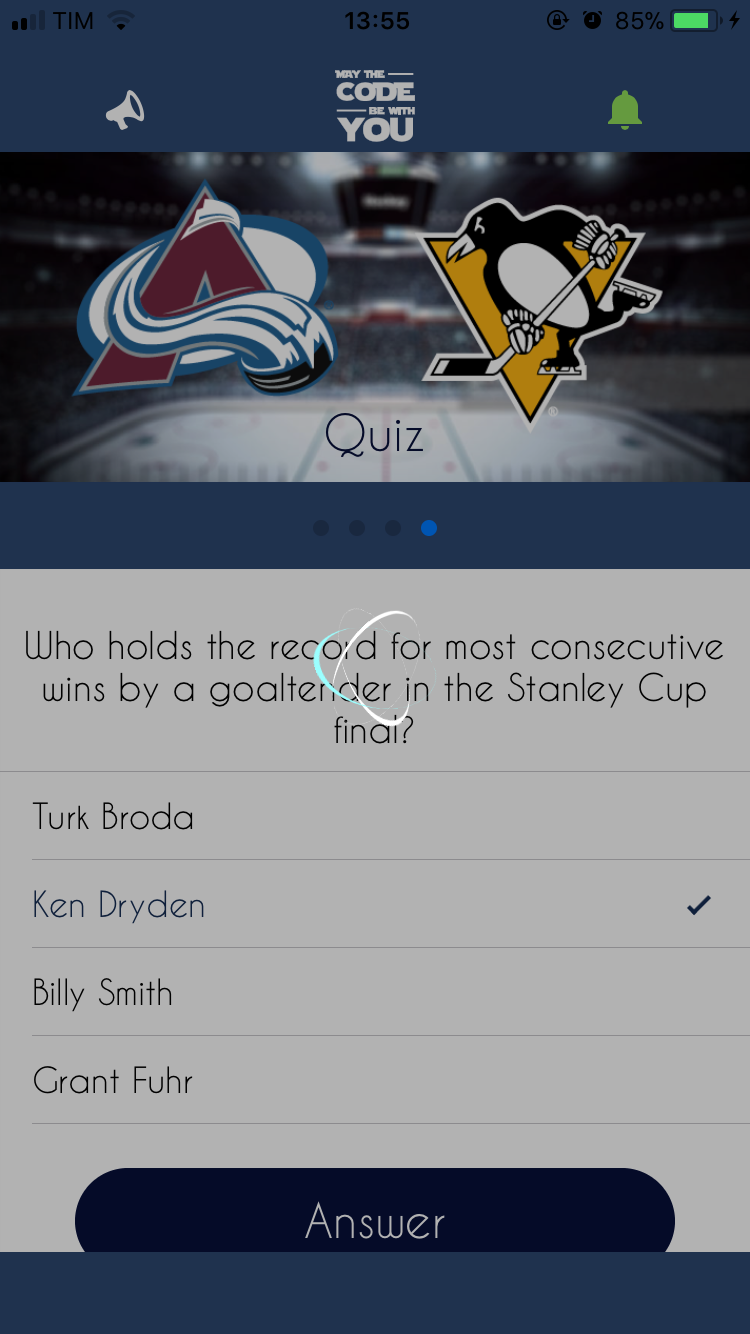 TIM 13:55 85%
MAY THE
CODE
BE WITH
YOU
Quiz
Who holds the record for most consecutive
wins by a goaltender in the Stanley Cup
final?
Turk Broda
Ken Dryden
Billy Smith
Grant Fuhr
Answer